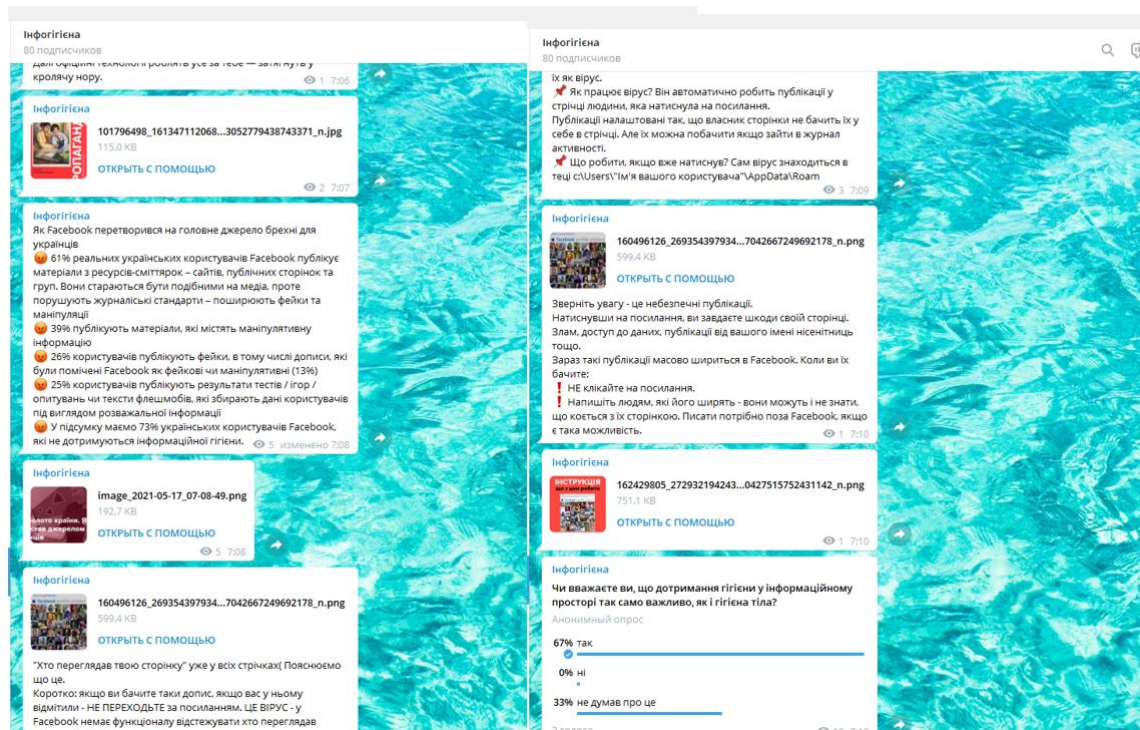 Інфогігієна
80 подписчиков
кролячу нору.
1 7:06
Інфогігієна
101796498_161347112068...3052779438743371_n.jpg
115.0 KB
ОТКРЫТЬ С ПОМОЩЬЮ
2 7:07
Інфогігієна
Як Facebook перетворився на головне джерело брехні для
українців
61% реальних українських користувачів Facebook публікує
матеріали з ресурсів-сміттярок – сайтів, публічних сторінок та
груп. Вони стараються бути подібними на медіа, проте
порушують журналіські стандарти – поширюють фейки та
маніпуляції
39% публікують матеріали, які містять маніпулятивну
інформацію
26% користувачів публікують фейки, в тому числі дописи, які
були помічені Facebook як фейкові чи маніпулятивні (13%)
25% користувачів публікують результати тестів / ігор /
опитувань чи тексти флешмобів, які збирають дані користувачів
під виглядом розважальної інформації
У підсумку маємо 73% українських користувачів Facebook,
які не дотримуються інформаційної гігієни.
5 изменено 7:08
Інфогігієна
image_2021-05-17_07-08-49.png
192.7 KB
ОТКРЫТЬ С ПОМОЩЬЮ
5 7:08
Інфогігієна
160496126_269354397934...7042667249692178_n.png
599.4 KB
ОТКРЫТЬ С ПОМОЩЬЮ
"Хто переглядав твою сторінку" уже у всіх стрічках( Пояснюємо
що це.
Коротко: якщо ви бачите таки допис, якщо вас у ньому
відмітили - НЕ ПЕРЕХОДЬТЕ за посиланням. ЦЕ ВІРУС - у
Facebook немає функціоналу відстежувати хто переглядав
Інфогігієна
80 подписчиков
їх як вірус.
Як працює вірус? Він автоматично робить публікації у
стрічці людини, яка натиснула на посилання.
Публікації налаштовані так, що власник сторінки не бачить їх у
себе в стрічці. Але їх можна побачити якщо зайти в журнал
активності.
Що робити, якщо вже натиснув? Сам вірус знаходиться в
теці c:\Users\"Ім'я вашого користувача"\AppData\Roam
3 7:09
Інфогігієна
160496126_269354397934...7042667249692178_n.png
599.4 KB
ОТКРЫТЬ С ПОМОЩЬЮ
Зверніть увагу - це небезпечні публікації.
Натиснувши на посилання, ви завдаєте шкоди своїй сторінці.
Злам, доступ до даних, публікації від вашого імені нісенітниць
тощо.
Зараз такі публікації масово шириться в Facebook. Коли ви їх
бачите:
НЕ клікайте на посилання.
Напишіть людям, які його ширять - вони можуть і не знати,
що коється з їх сторінкою. Писати потрібно поза Facebook, якщо
є така можливість.
1 7:10
Інфогігієна
ІНСТРУКЦІЯ
162429805_272932194243...0427515752431142_n.png
751.1 KB
ОТКРЫТЬ С ПОМОЩЬЮ
1 7:10
Інфогігієна
Чи вважаєте ви, що дотримання гігієни у інформаційному
просторі так само важливо, як і гігієна тіла?
Анонимный опрос
67% так
0% ні
33% не думав про це